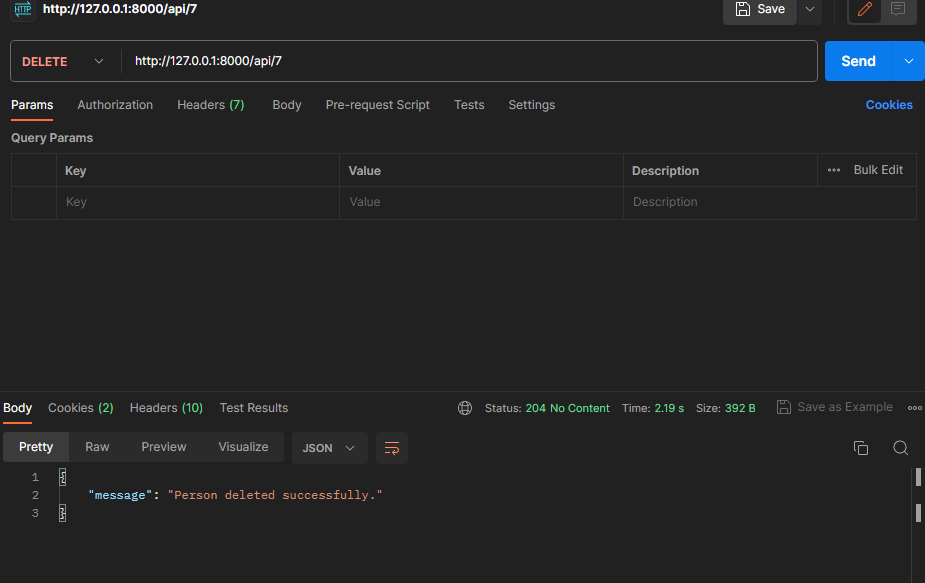 HTTP http://127.0.0.1:8000/api/7 Save
DELETE http://127.0.0.1:8000/api/7 Send
Params Authorization Headers (7) Body Pre-request Script Tests Settings Cookies
Query Params
Key Value Description ••• Bulk Edit
Key Value Description
Body Cookies (2) Headers (10) Test Results Status: 204 No Content Time: 2.19 s Size: 392 B Save as Example
Pretty Raw Preview Visualize JSON
1 {
2 "message": "Person deleted successfully."
3 }